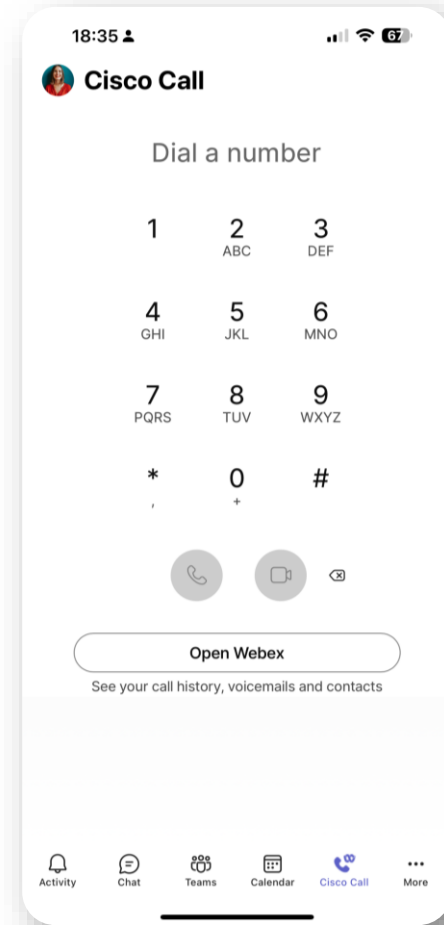 18:35
67
Cisco Call
Dial a number
1 2 3
ABC DEF
4 5 6
GHI JKL MNO
7 8 9
PQRS TUV WXYZ
* 0 #
, +
Open Webex
See your call history, voicemails and contacts
Activity Chat Teams Calendar Cisco Call More